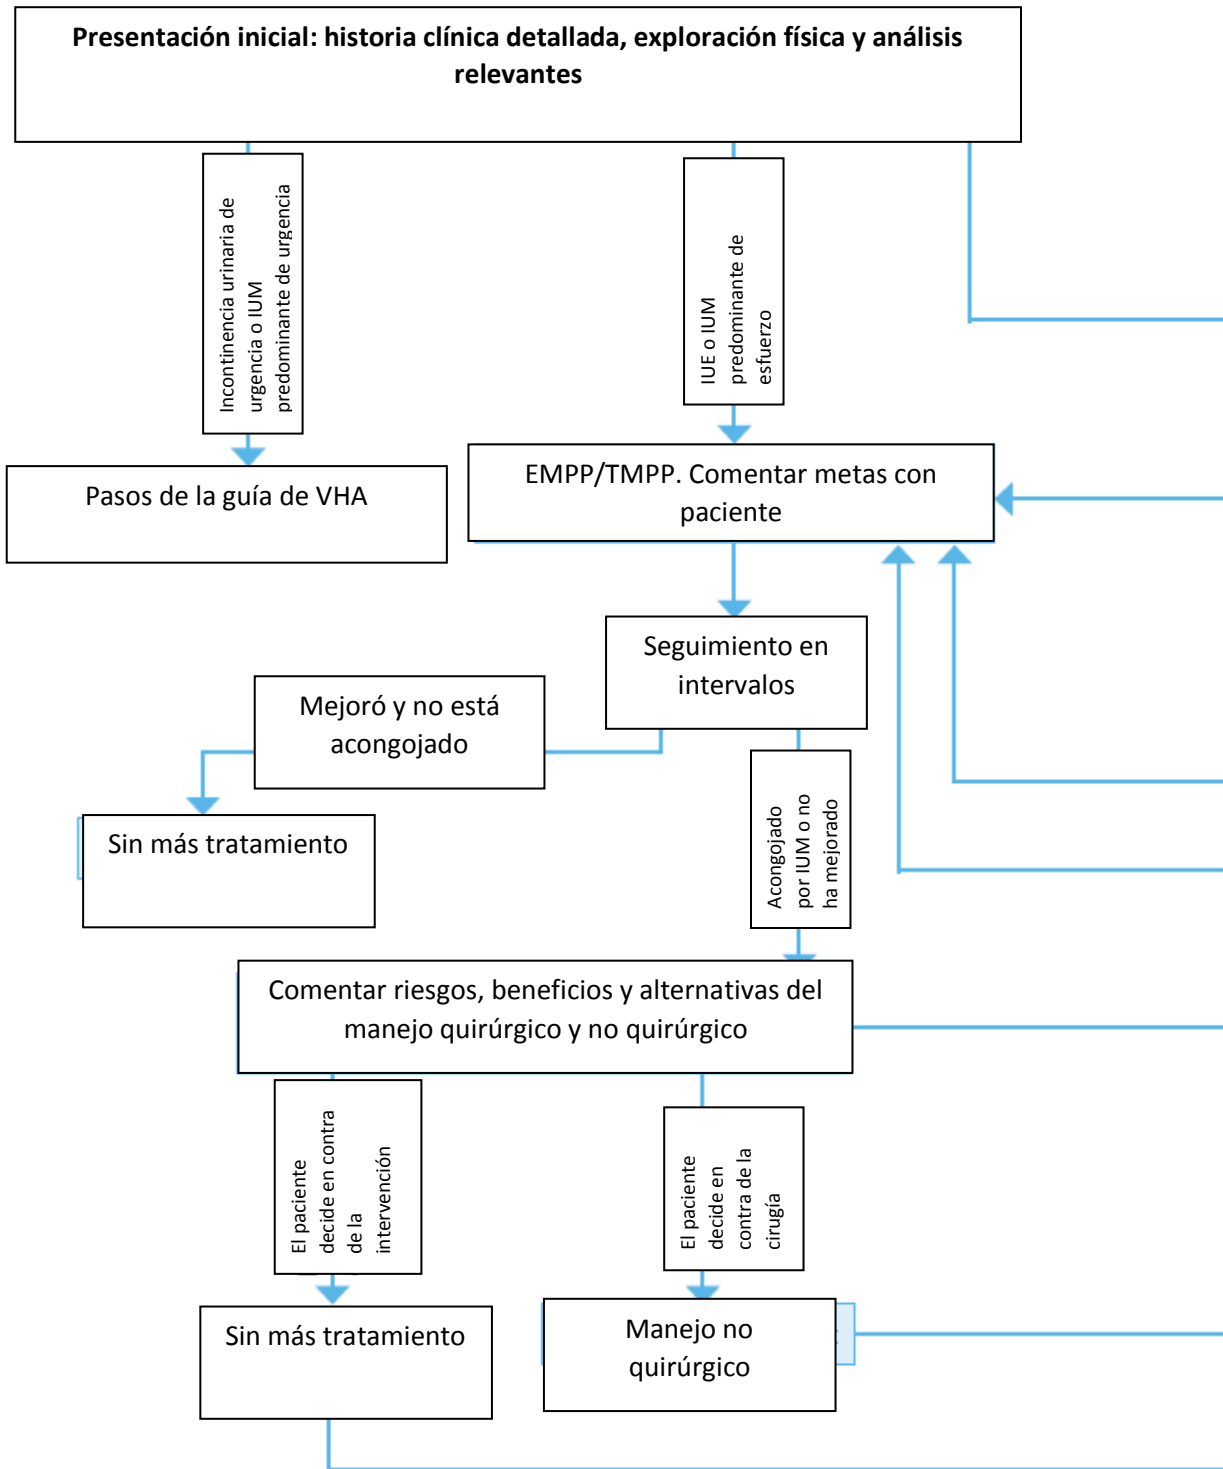 Presentación inicial: historia clínica detallada, exploración física y análisis
relevantes
Incontinencia urinaria de
urgencia o IUM
predominante de urgencia
IUE o IUM
predominante de
esfuerzo
Pasos de la guía de VHA
EMPP/TMPP. Comentar metas con
paciente
Seguimiento en
intervalos
Mejoró y no está
acongojado
Sin más tratamiento
Acongojado
por IUM o no
ha mejorado
Comentar riesgos, beneficios y alternativas del
manejo quirúrgico y no quirúrgico
El paciente
decide en contra
de la
intervención
El paciente
decide en
contra de la
cirugía
Sin más tratamiento
Manejo no
quirúrgico